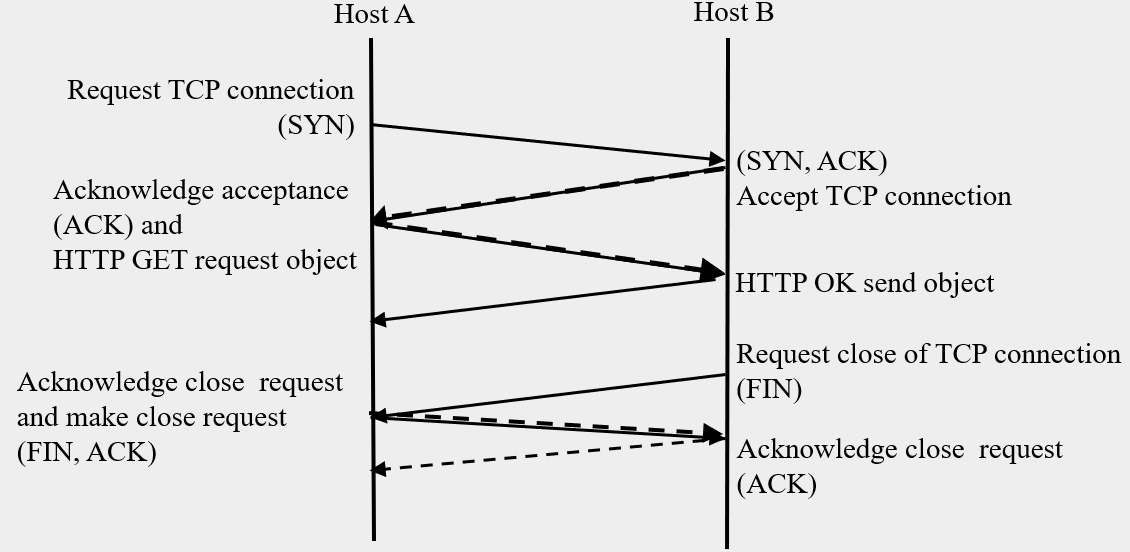 Host A
Host B
Request TCP connection
(SYN)
(SYN, ACK)
Accept TCP connection
Acknowledge acceptance
(ACK) and
HTTP GET request object
HTTP OK send object
Request close of TCP connection
(FIN)
Acknowledge close  request
and make close request
(FIN, ACK)
Acknowledge close  request
(ACK)